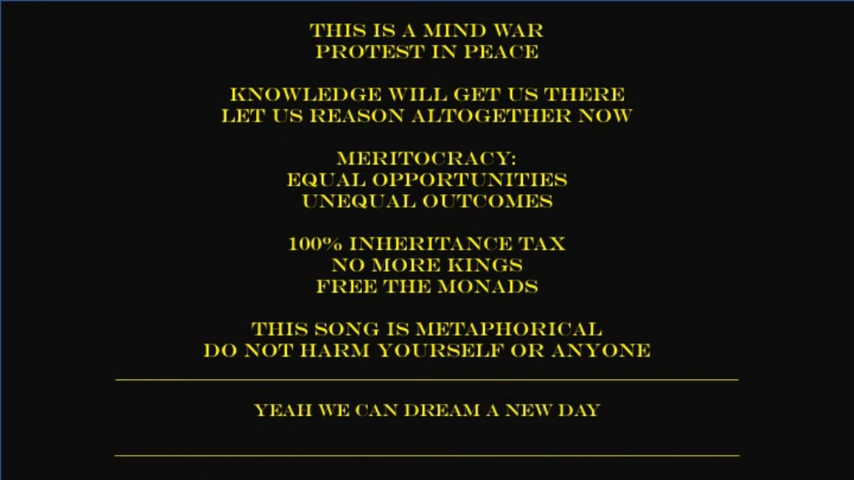 THIS IS A MIND WAR
PROTEST IN PEACE
KNOWLEDGE WILL GET US THERE
LET US REASON ALTOGETHER NOW
MERITOCRACY:
EQUAL OPPORTUNITIES
UNEQUAL OUTCOMES
100% INHERITANCE TAX
NO MORE KINGS
FREE THE MONADS
THIS SONG IS METAPHORICAL
DO NOT HARM YOURSELF OR ANYONE
YEAH WE CAN DREAM A NEW DAY